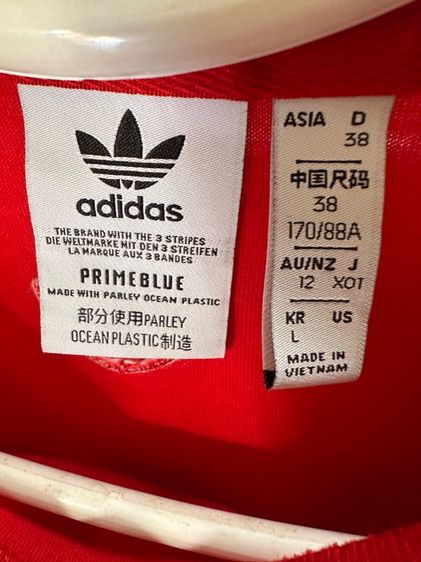 adidas
THE BRAND WITH THE 3 STRIPES
DIE WELTMARKE MIT DEN 3 STREIFEN
LA MARQUE AUX 3 BANDES
PRIMEBLUE
MADE WITH PARLEY OCEAN PLASTIC
部分使用PARLEY
OCEAN PLASTIC制造
ASIA D
38
中国尺码
38
170/88A
AU/NZ J
12 XOT
KR US
L
MADE IN
VIETNAM